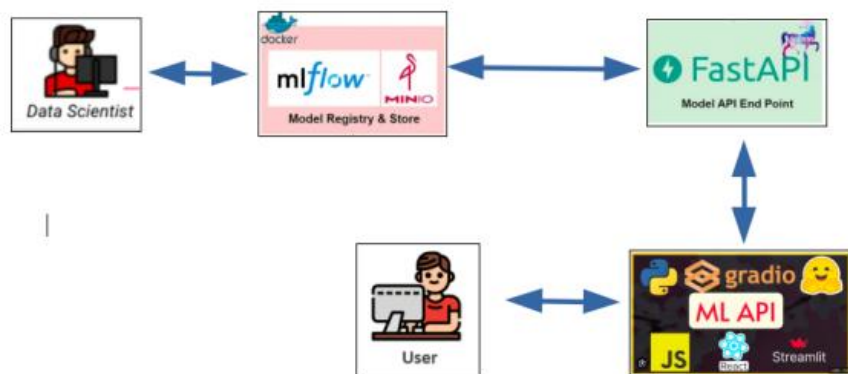 docker
mlflow
MINIO
Model Registry & Store
Data Scientist
FastAPI
Model API End Point
User
gradio
ML API
JS
React
Streamlit